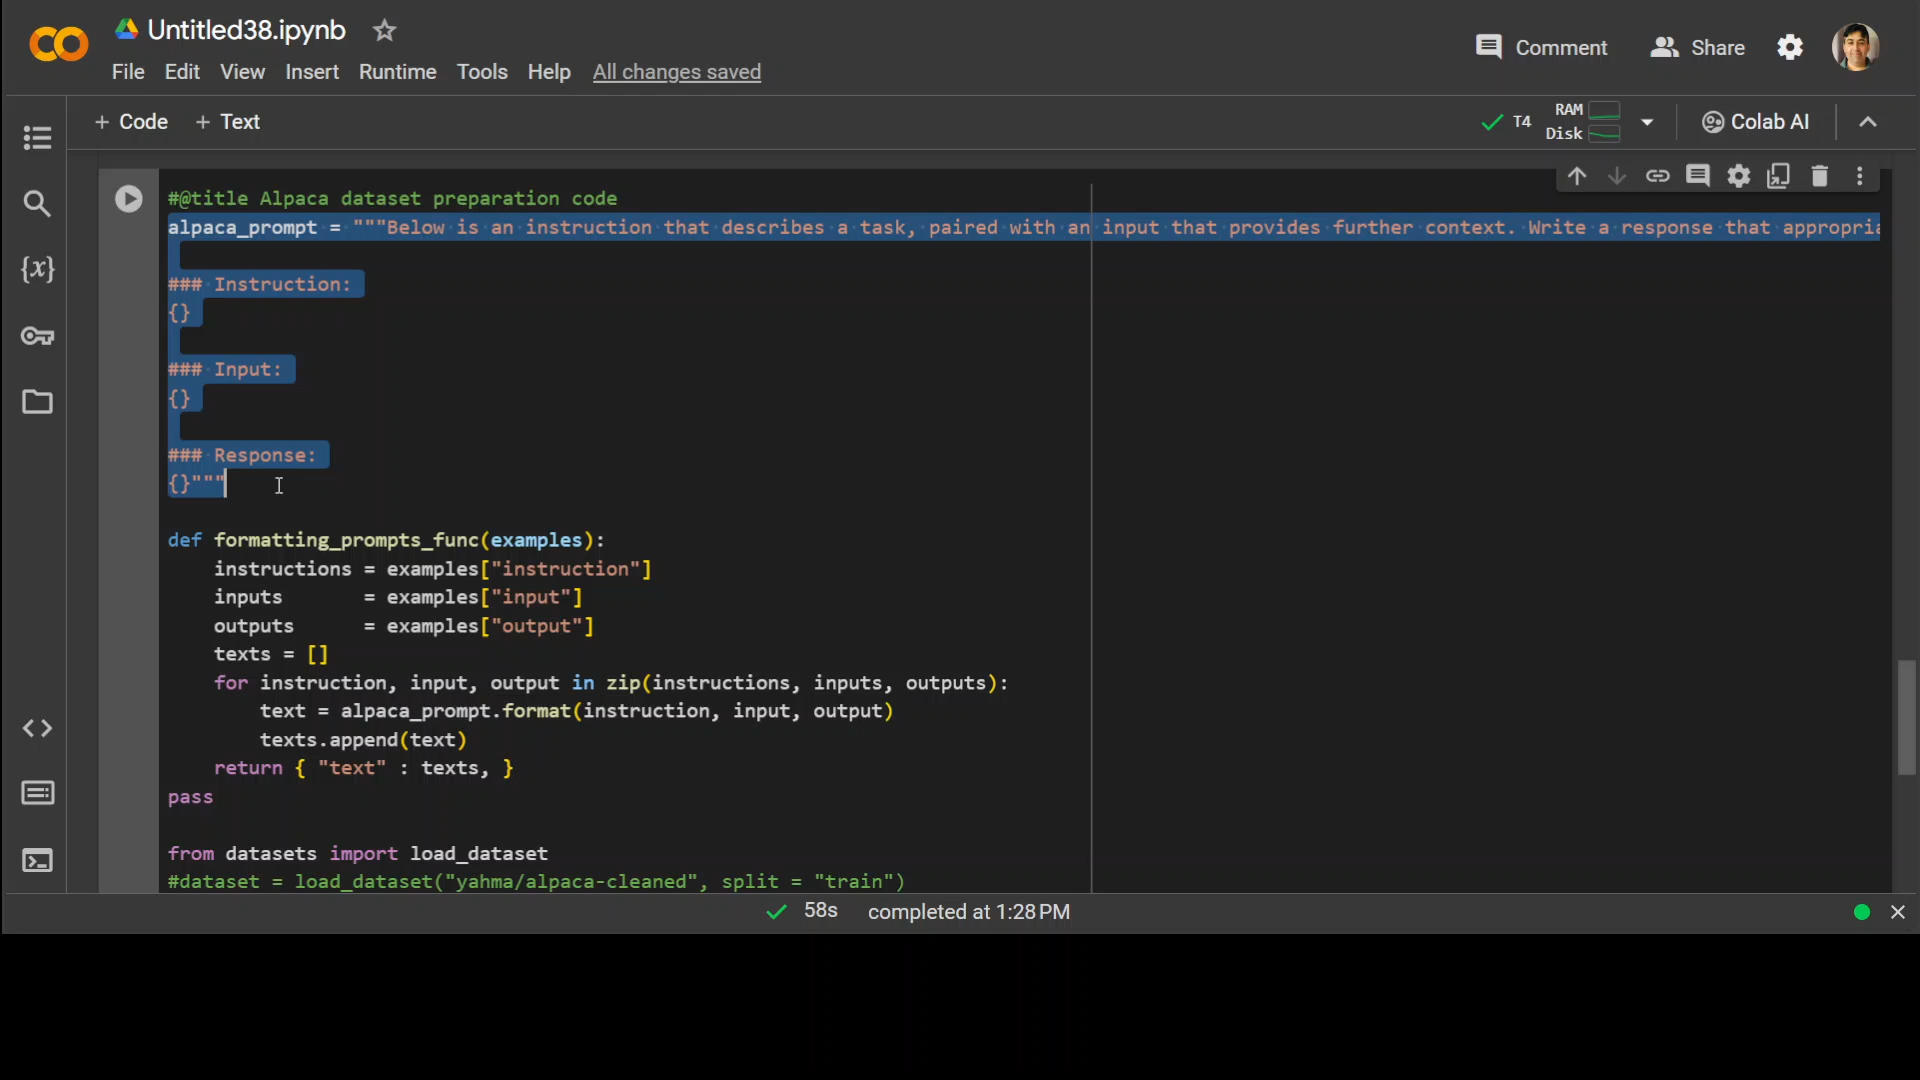 Untitled38.ipynb
Comment
Share
File Edit View Insert Runtime Tools Help All changes saved
+ Code + Text
T4
RAM
Disk
Colab AI
#@title Alpaca dataset preparation code
alpaca_prompt = """Below is an instruction that describes a task, paired with an input that provides further context. Write a response that appropria
### Instruction:
{}
### Input:
{}
### Response:
{}"""
def formatting_prompts_func(examples):
instructions = examples["instruction"]
inputs = examples["input"]
outputs = examples["output"]
texts = []
for instruction, input, output in zip(instructions, inputs, outputs):
text = alpaca_prompt.format(instruction, input, output)
texts.append(text)
return { "text" : texts, }
pass
from datasets import load_dataset
#dataset = load_dataset("yahma/alpaca-cleaned", split = "train")
58s completed at 1:28 PM